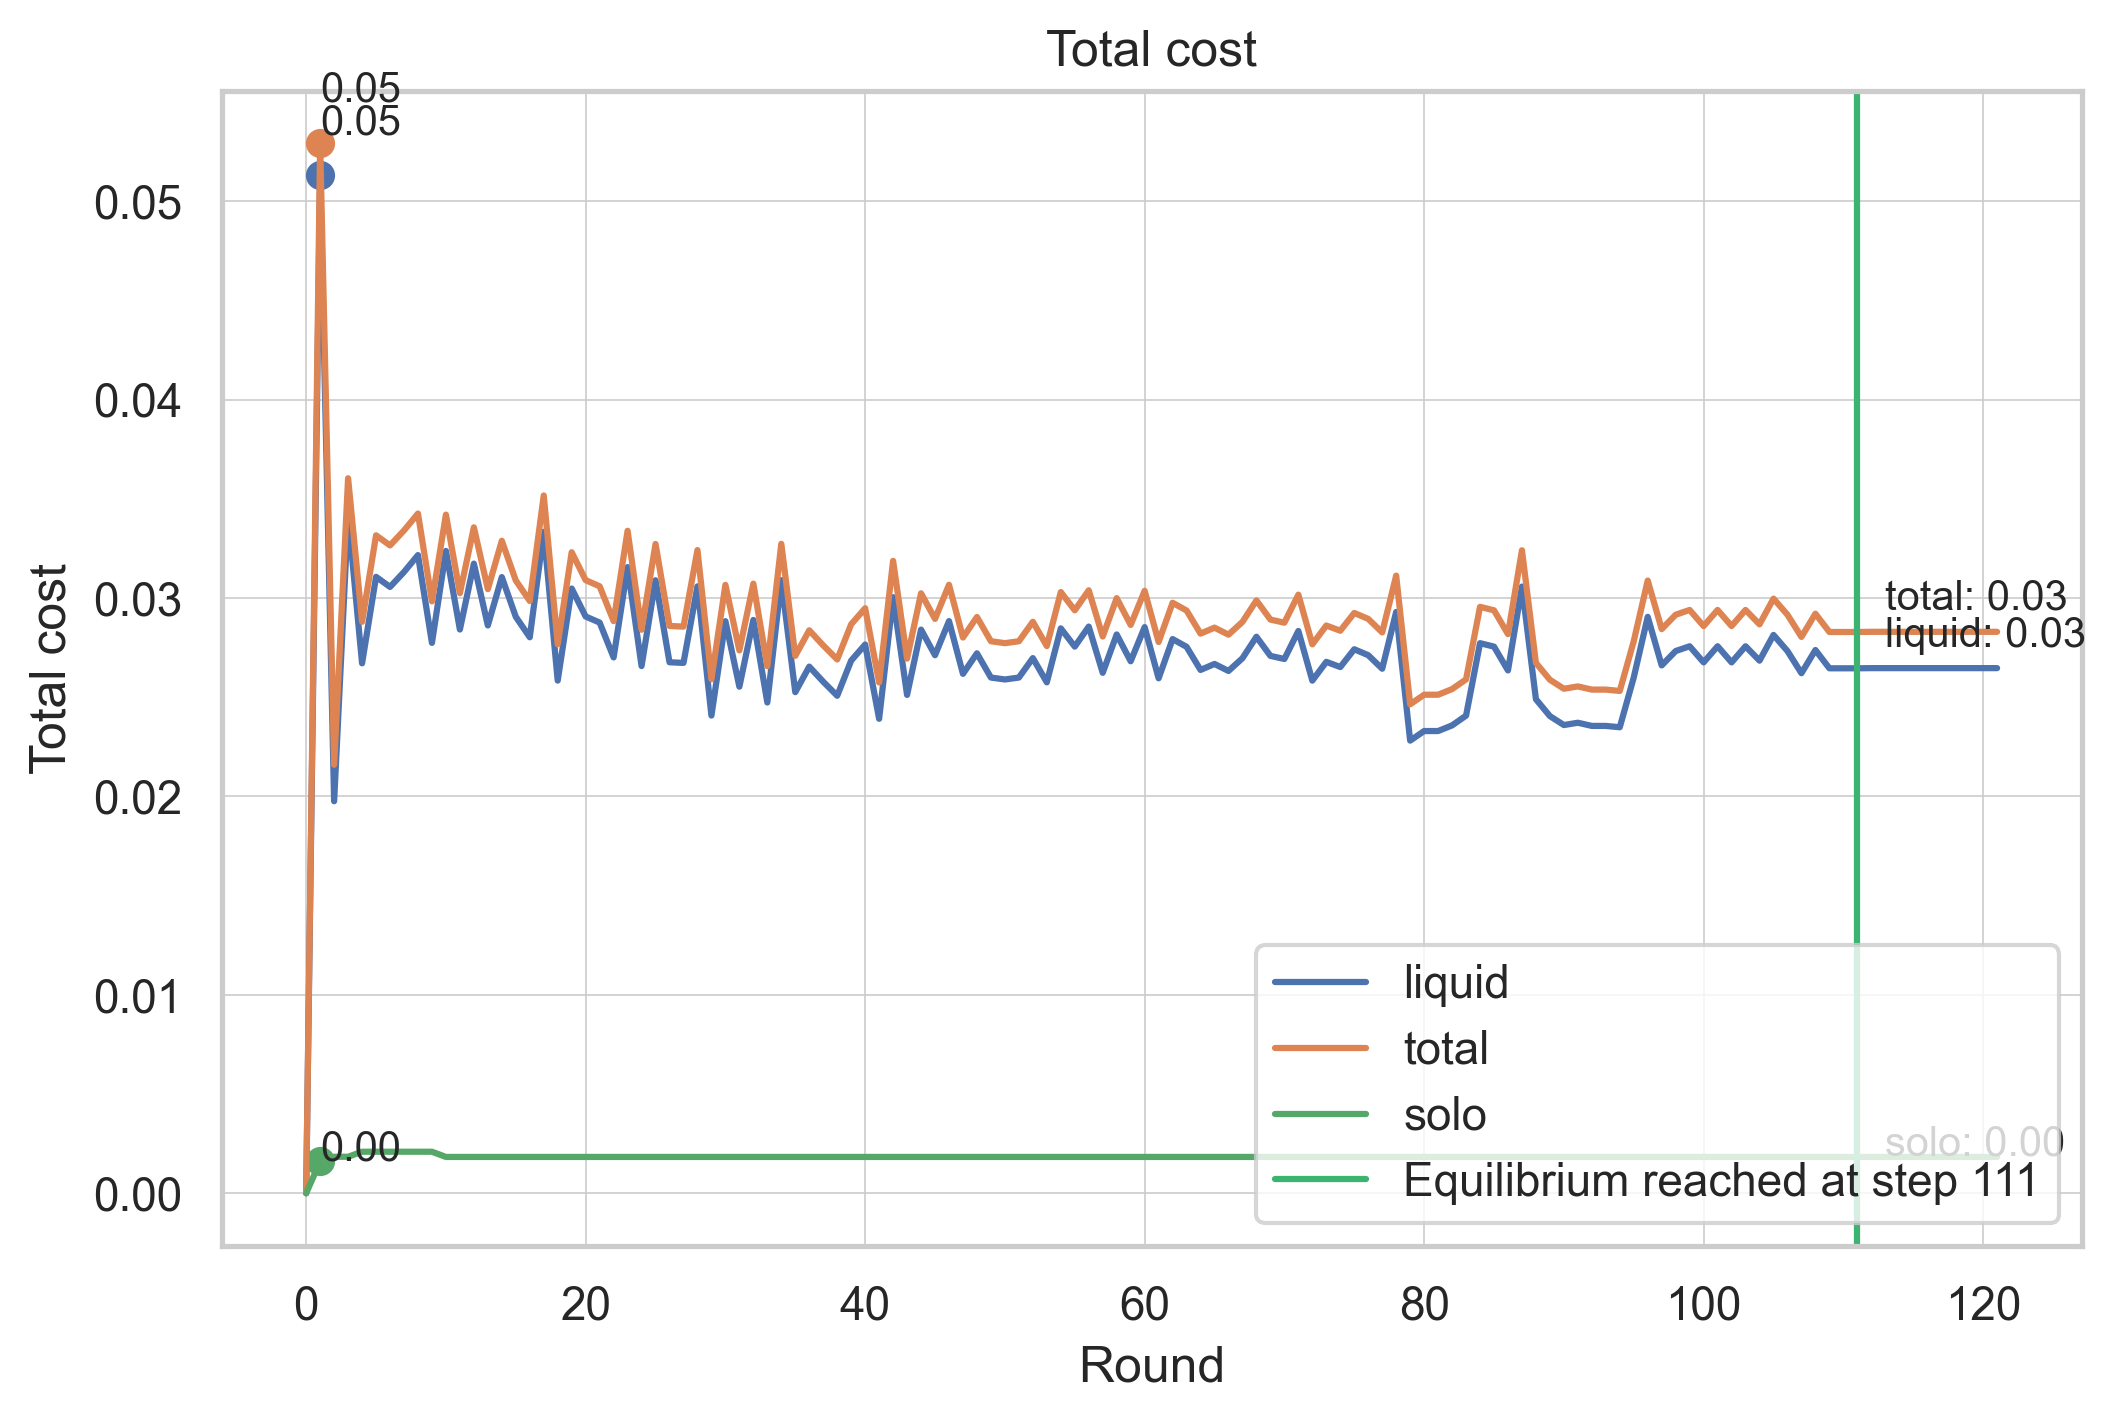 Total cost
0.05
0.05
0.05
0.04
0.03
0.02
0.01
0.00
Total cost
total: 0.03
liquid: 0.03
0.00
solo: 0.00
liquid
total
solo
Equilibrium reached at step 111
0
20
40
60
80
100
120
Round